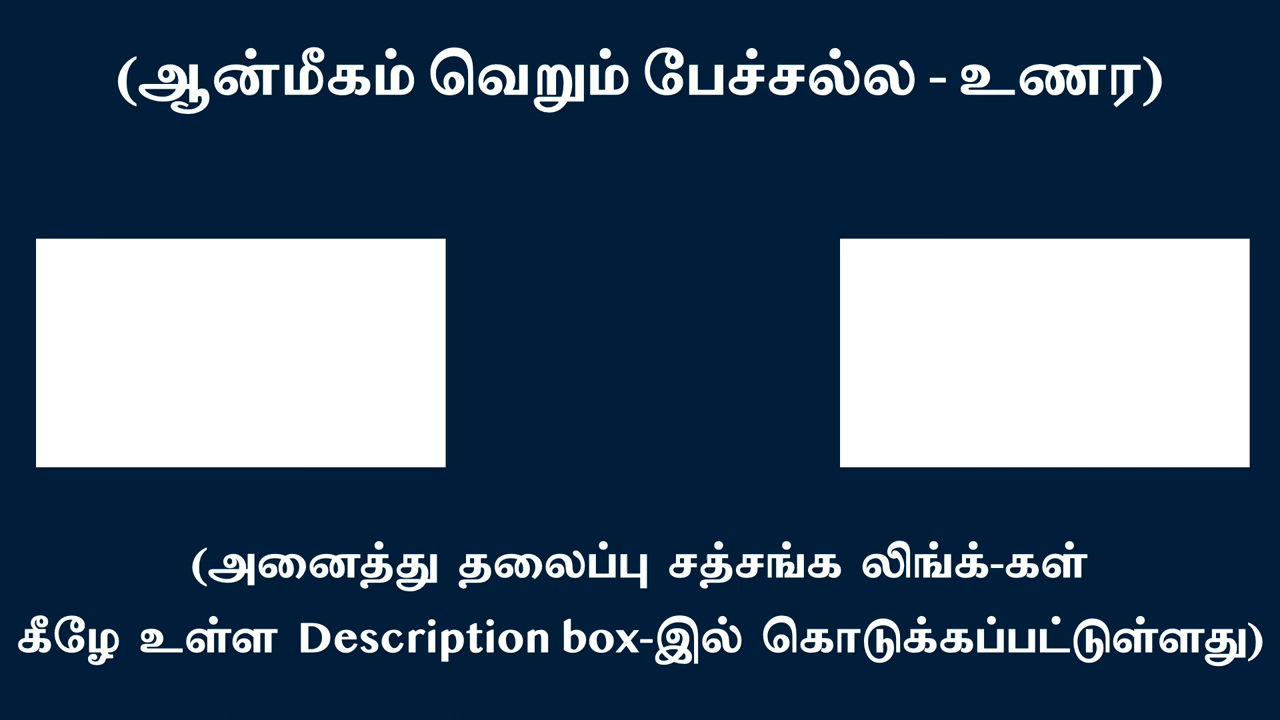 (ஆன்மீகம் வெறும் பேச்சல்ல - உணர)
(அனைத்து தலைப்பு சத்சங்க லிங்க்-கள்
கீழே உள்ள Description box-இல் கொடுக்கப்பட்டுள்ளது)